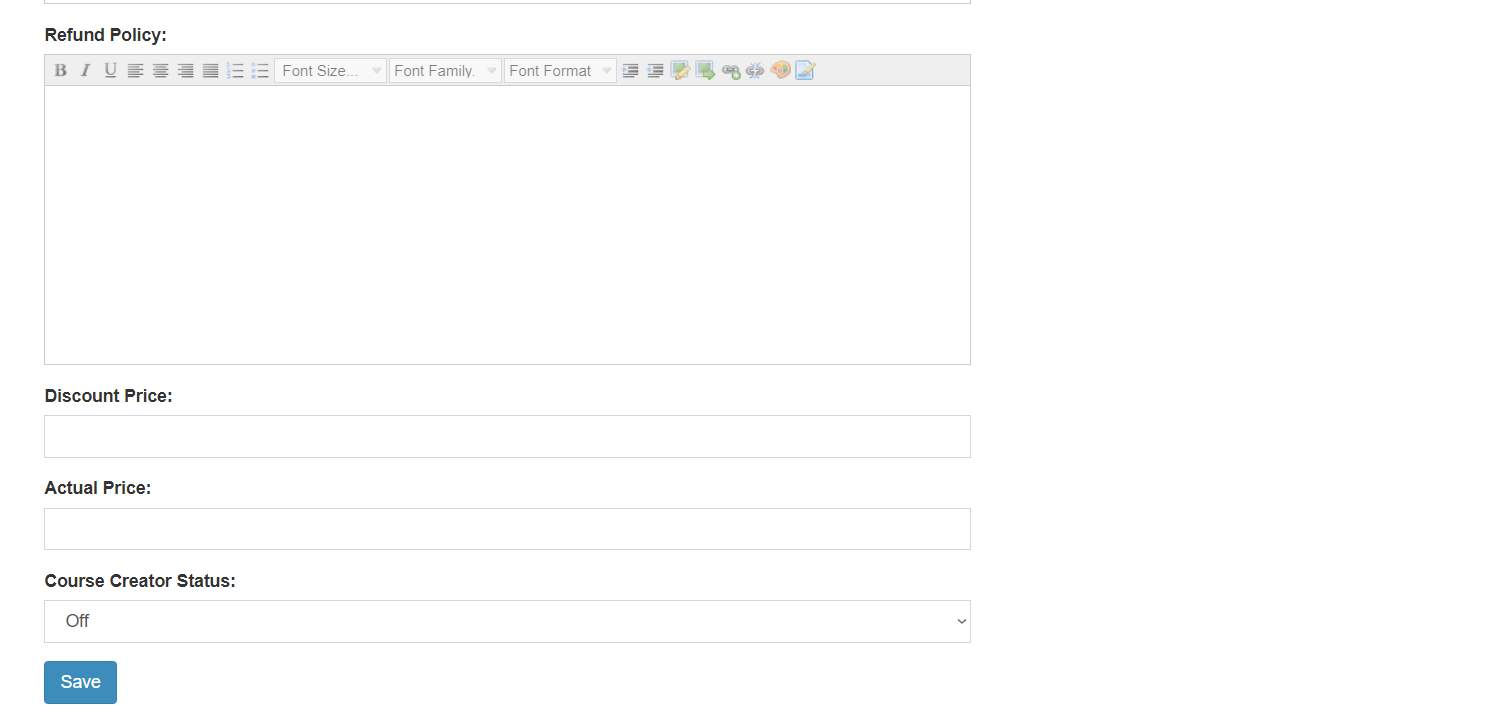 Refund Policy:
B I U Font Size... Font Family. Font Format
Discount Price:
Actual Price:
Course Creator Status:
Off
Save